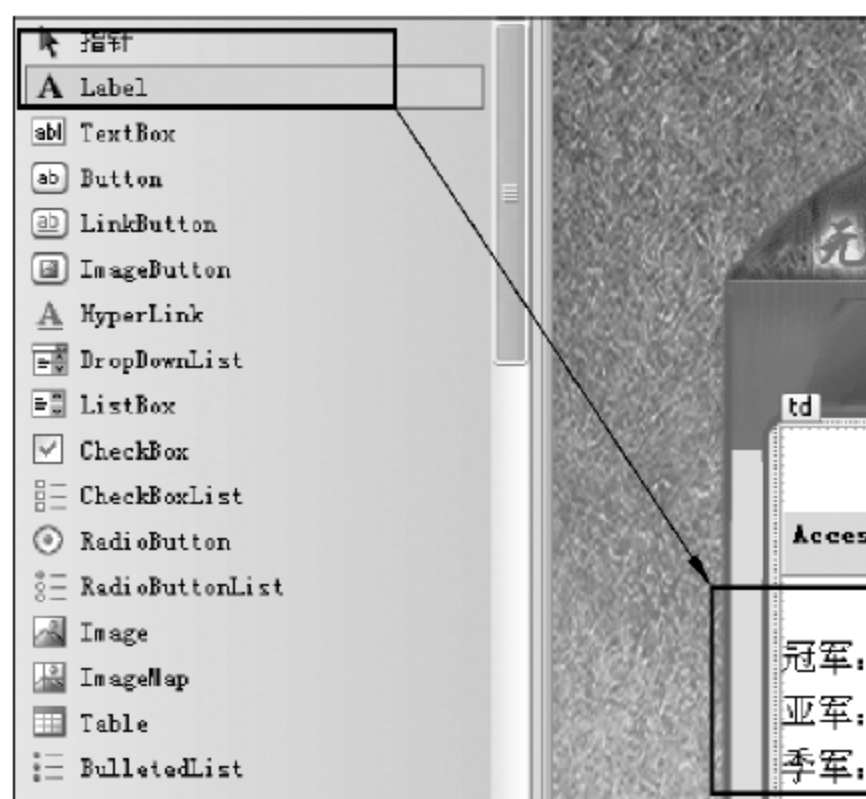 指针
Label
TextBox
Button
LinkButton
ImageButton
HyperLink
DropDownList
ListBox
CheckBox
CheckBoxList
RadioButton
RadioButtonList
Image
ImageMap
Table
BulletedList
td
Acces
冠军:
亚军:
季军: